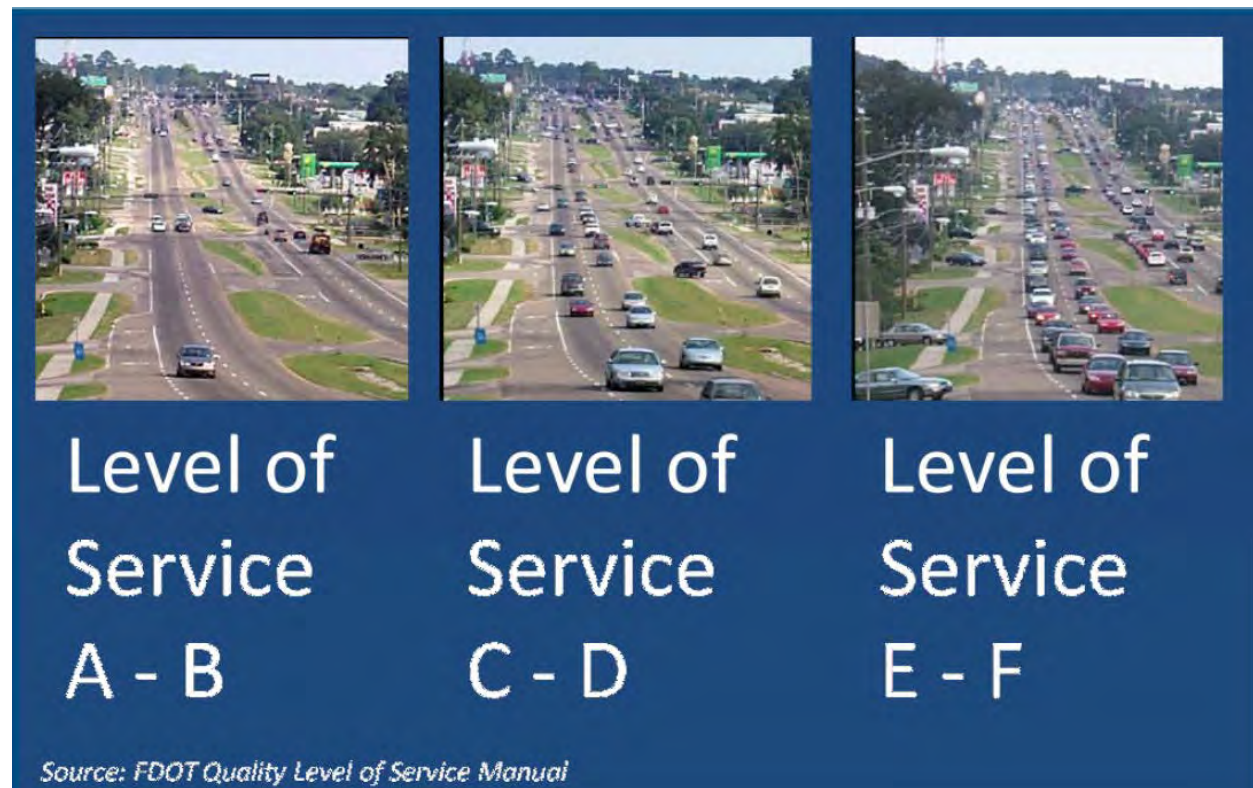 Level of
Service
A - B
Level of
Service
C - D
Level of
Service
E - F
Source: FDOT Quality Level of Service Manual